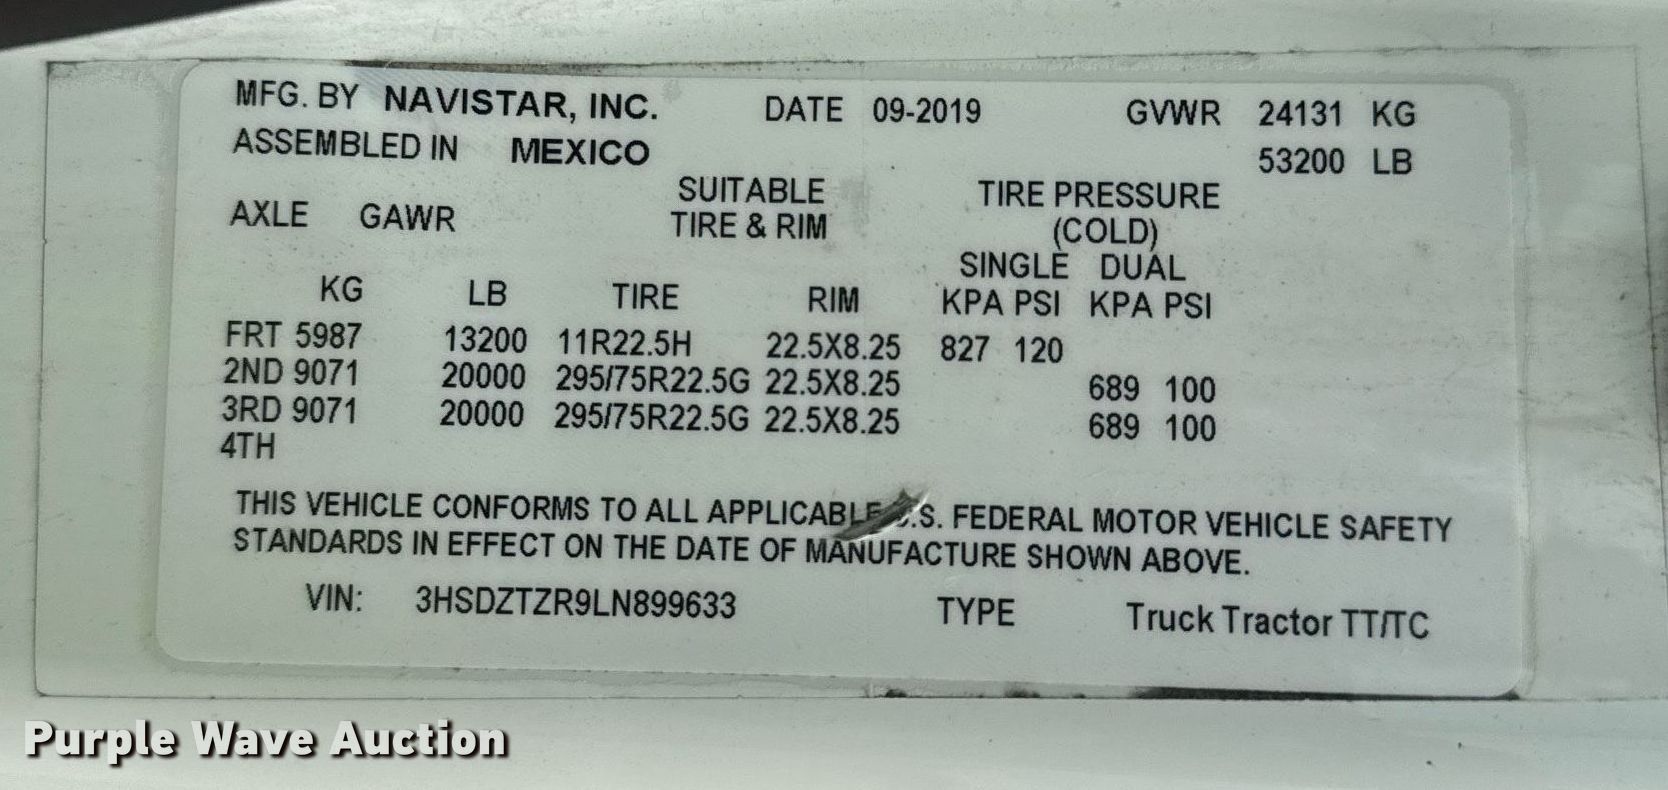 MFG. BY NAVISTAR, INC. DATE 09-2019 GVWR 24131 KG
ASSEMBLED IN MEXICO 53200 LB
SUITABLE TIRE PRESSURE
AXLE GAWR TIRE & RIM (COLD)
SINGLE DUAL
KG LB TIRE RIM KPA PSI KPA PSI
FRT 5987 13200 11R22.5H 22.5X8.25 827 120
2ND 9071 20000 295/75R22.5G 22.5X8.25 689 100
3RD 9071 20000 295/75R22.5G 22.5X8.25 689 100
4TH
THIS VEHICLE CONFORMS TO ALL APPLICABLE U.S. FEDERAL MOTOR VEHICLE SAFETY
STANDARDS IN EFFECT ON THE DATE OF MANUFACTURE SHOWN ABOVE.
VIN: 3HSDZTZR9LN899633 TYPE Truck Tractor TT/TC
Purple Wave Auction